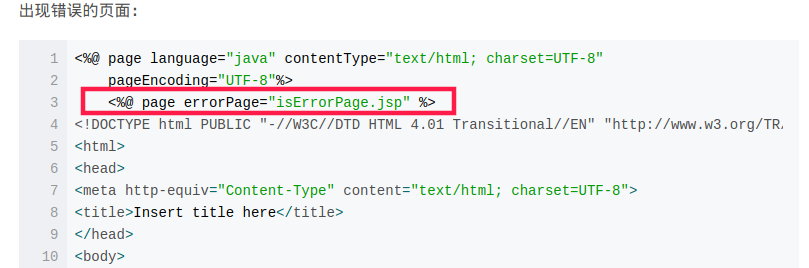 出现错误的页面:
1 <%@ page language="java" contentType="text/html; charset=UTF-8"
2 pageEncoding="UTF-8"%>
3 <%@ page errorPage="isErrorPage.jsp" %>
4 <!DOCTYPE html PUBLIC "-//W3C//DTD HTML 4.01 Transitional//EN" "http://www.w3.org/TR/
5 <html>
6 <head>
7 <meta http-equiv="Content-Type" content="text/html; charset=UTF-8">
8 <title>Insert title here</title>
9 </head>
10 <body>